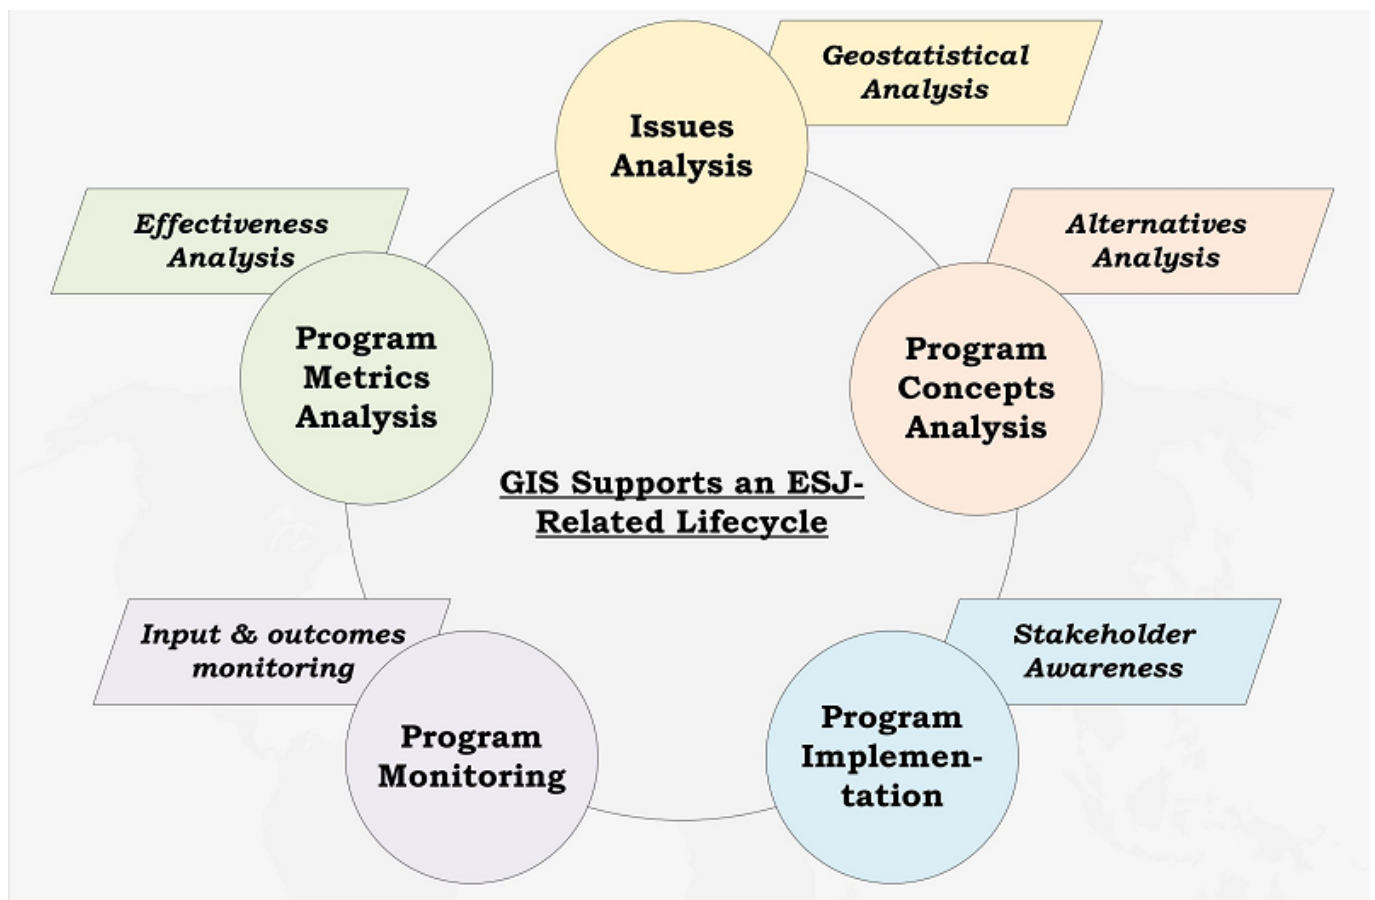 Geostatistical
Analysis
Issues
Analysis
Effectiveness
Analysis
Alternatives
Analysis
Program
Metrics
Analysis
Program
Concepts
Analysis
GIS Supports an ESJ-
Related Lifecycle
Input & outcomes
monitoring
Stakeholder
Awareness
Program
Monitoring
Program
Implemen-
tation